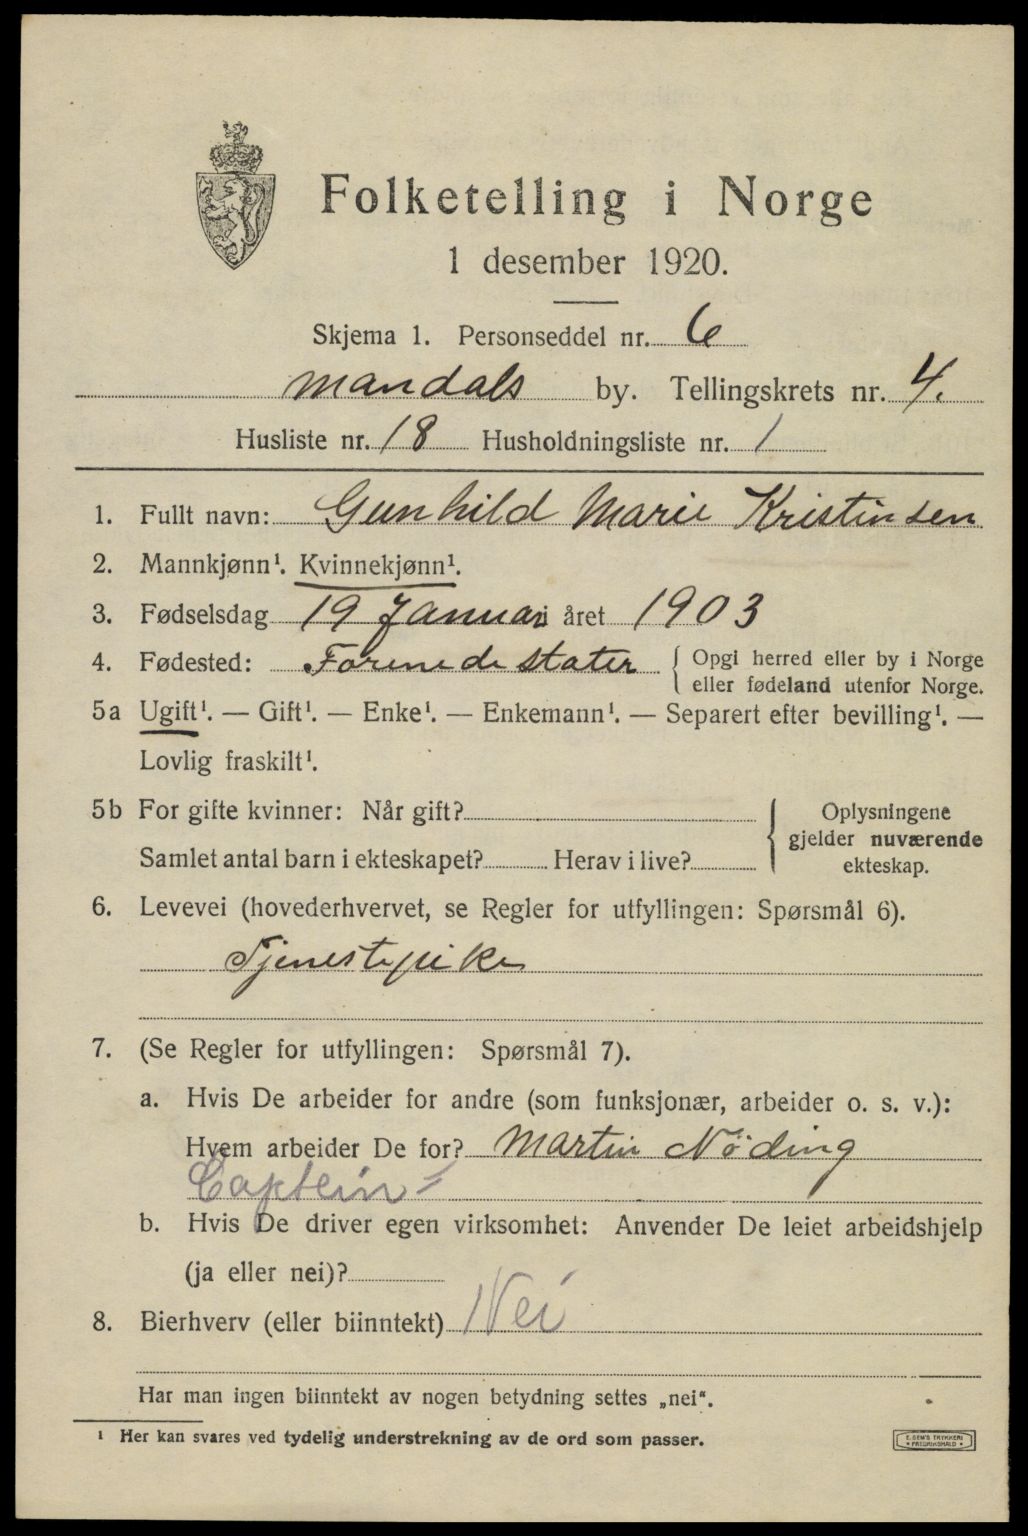 Folketelling i Norge
1 desember 1920.
Skjema 1. Personseddel nr. 6
Mandals by. Tellingskrets nr. 4.
Husliste nr. 18 Husholdningsliste nr. 1
1. Fullt navn: Gunhild Marie Kristinsen
2. Mannkjønn¹. Kvinnekjønn¹.
3. Fødselsdag 19 Januari året 1903
4. Fødested: Forenede stater { Opgi herred eller by i Norge
eller fødeland utenfor Norge.
5a Ugift¹. — Gift¹. — Enke¹. — Enkemann¹. — Separert efter bevilling¹. —
Lovlig fraskilt¹.
5b For gifte kvinner: Når gift?
Samlet antal barn i ekteskapet? Herav i live?
{ Oplysningene
gjelder nuværende
ekteskap.
6. Levevei (hovederhvervet, se Regler for utfyllingen: Spørsmål 6).
Tjenestepike
7. (Se Regler for utfyllingen: Spørsmål 7).
a. Hvis De arbeider for andre (som funksjonær, arbeider o. s. v.):
Hvem arbeider De for? Martin Nöding
Captein
b. Hvis De driver egen virksomhet: Anvender De leiet arbeidshjelp
(ja eller nei)?
8. Bierhverv (eller biinntekt) Nei
Har man ingen biinntekt av nogen betydning settes „nei“.
¹ Her kan svares ved tydelig understrekning av de ord som passer.
E. SEM'S TRYKKERI
• FREDRIKSHALD •